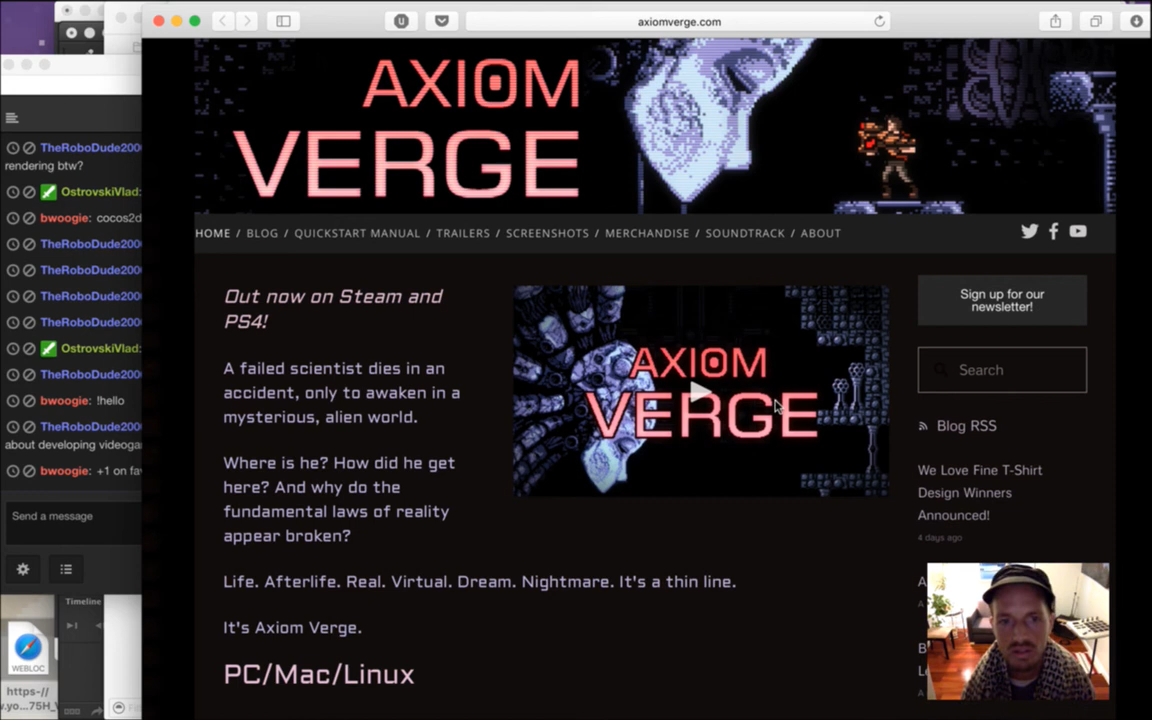 axiomverge.com
AXIOM
VERGE
HOME / BLOG / QUICKSTART MANUAL / TRAILERS / SCREENSHOTS / MERCHANDISE / SOUNDTRACK / ABOUT
Out now on Steam and
PS4!
A failed scientist dies in an
accident, only to awaken in a
mysterious, alien world.
Where is he? How did he get
here? And why do the
fundamental laws of reality
appear broken?
Life. Afterlife. Real. Virtual. Dream. Nightmare. It's a thin line.
It's Axiom Verge.
PC/Mac/Linux
AXIOM
VERGE
Sign up for our
newsletter!
Search
Blog RSS
We Love Fine T-Shirt
Design Winners
Announced!
4 days ago
TheRoboDude200
rendering btw?
OstrovskiVlad:
bwoogie: cocos2d
TheRoboDude200
TheRoboDude200
TheRoboDude200
TheRoboDude200
OstrovskiVlad:
TheRoboDude200
bwoogie: !hello
TheRoboDude200
about developing videoga
bwoogie: +1 on fa
Send a message
Timeline
WEBLOC
https-//
w.yo...75H_